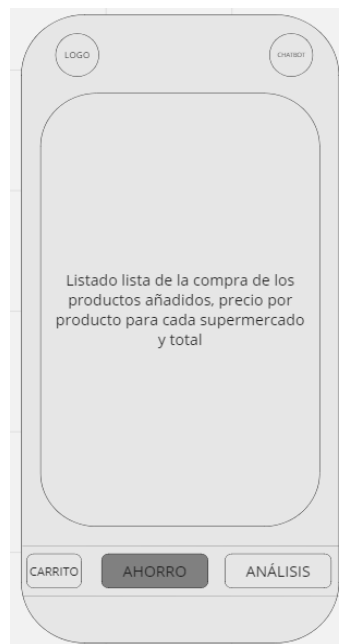 LOGO
CHATBOT
Listado lista de la compra de los
productos añadidos, precio por
producto para cada supermercado
y total
CARRITO
AHORRO
ANÁLISIS